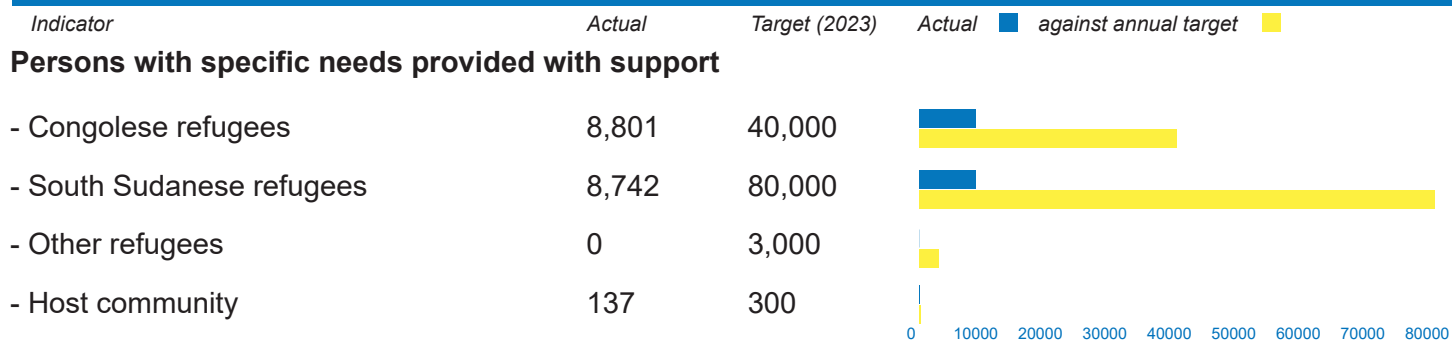 Indicator Actual Target (2023) Actual against annual target
Persons with specific needs provided with support
- Congolese refugees 8,801 40,000
- South Sudanese refugees 8,742 80,000
- Other refugees 0 3,000
- Host community 137 300
0 10000 20000 30000 40000 50000 60000 70000 80000